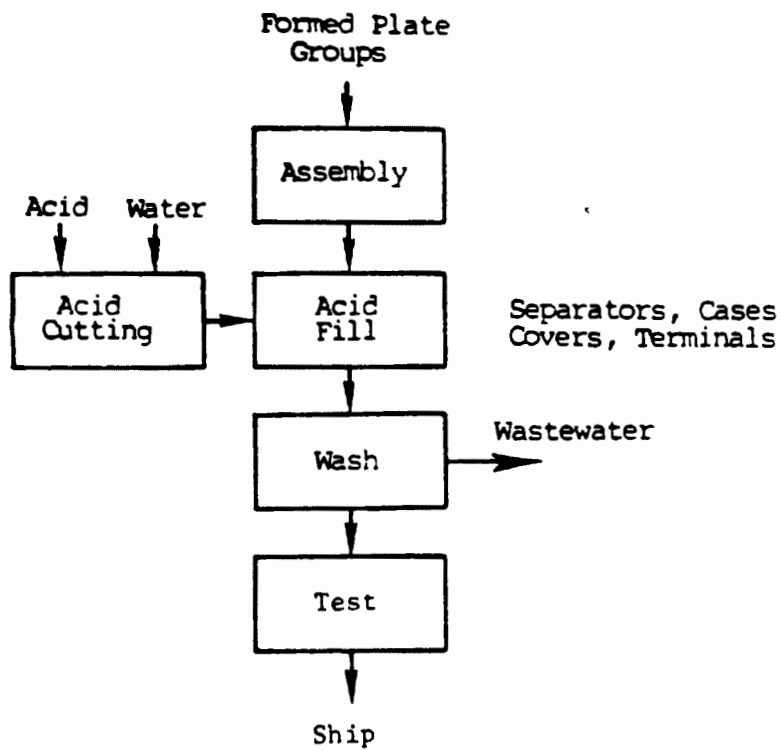 Formed Plate
Groups
Assembly
Acid Water
Acid
Cutting
Acid
Fill
Separators, Cases
Covers, Terminals
Wastewater
Wash
Test
Ship